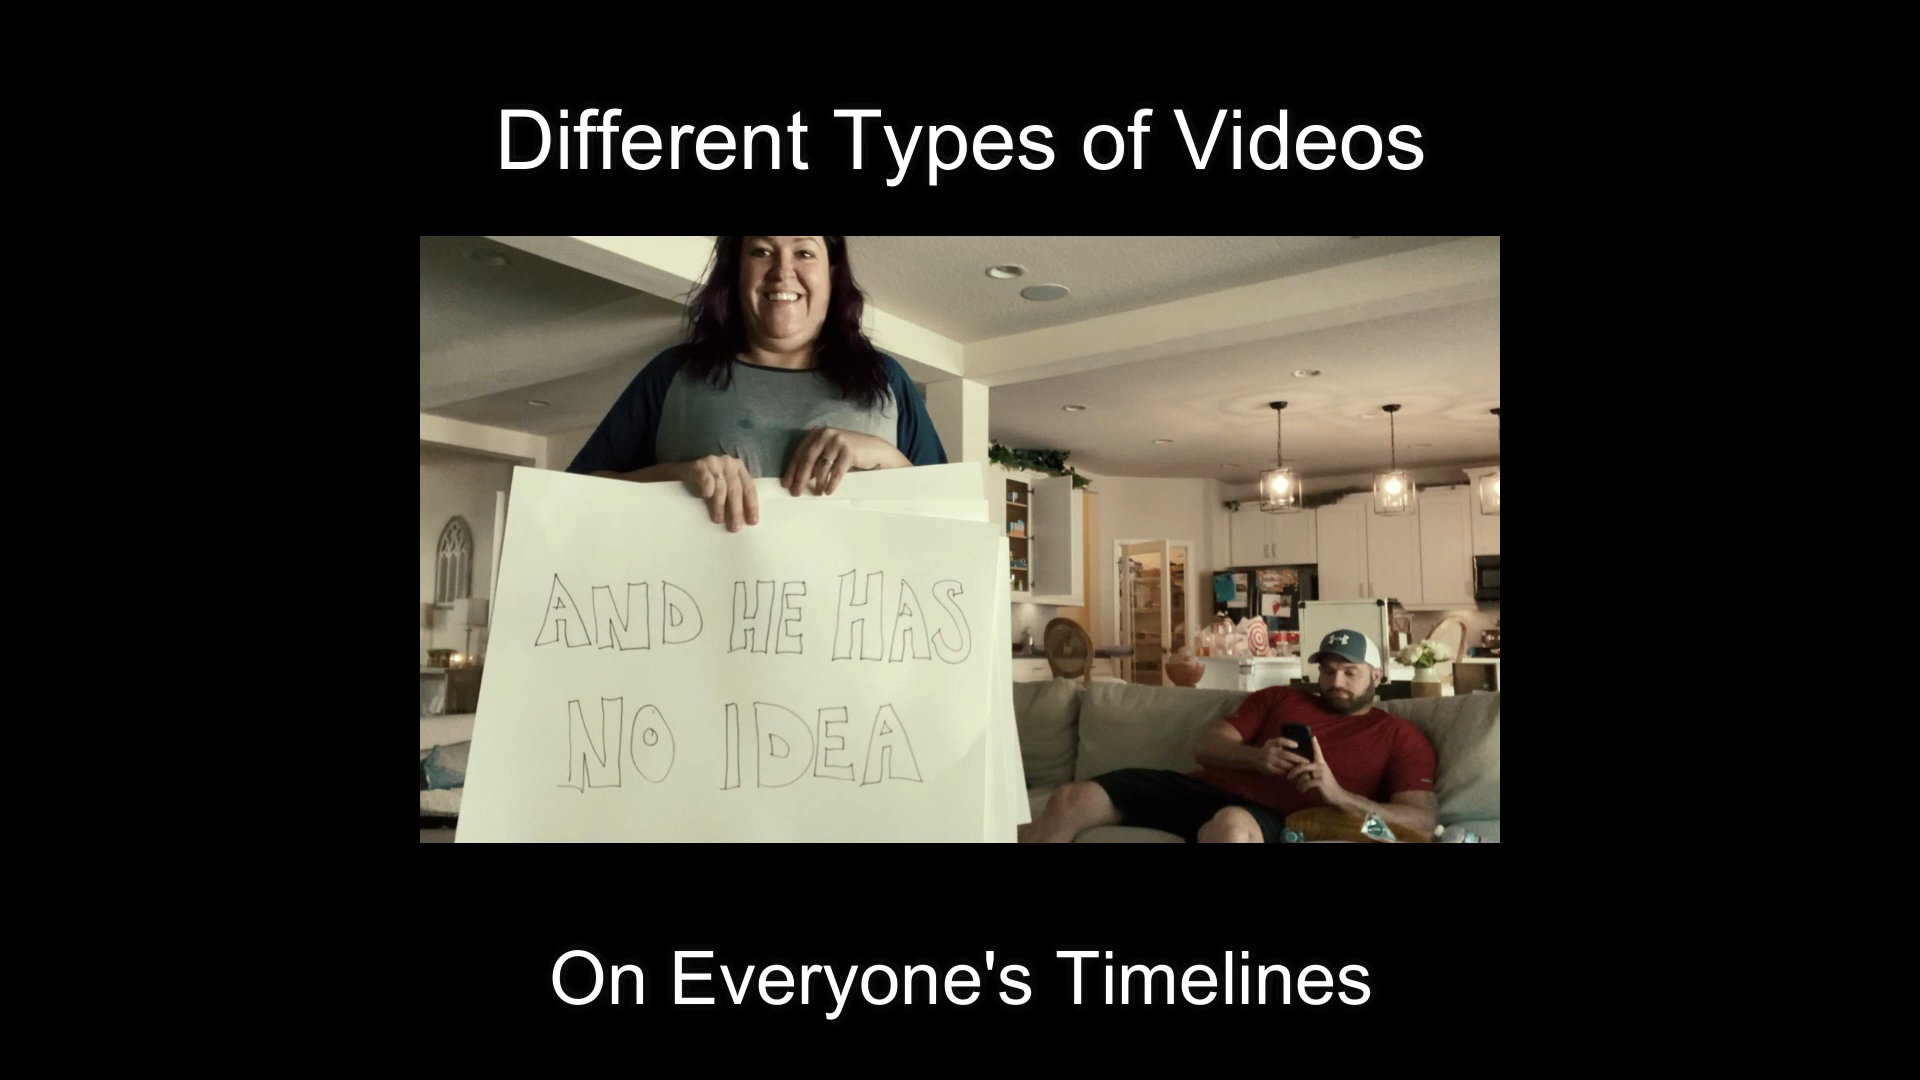 Different Types of Videos
AND HE HAS
NO IDEA
On Everyone's Timelines